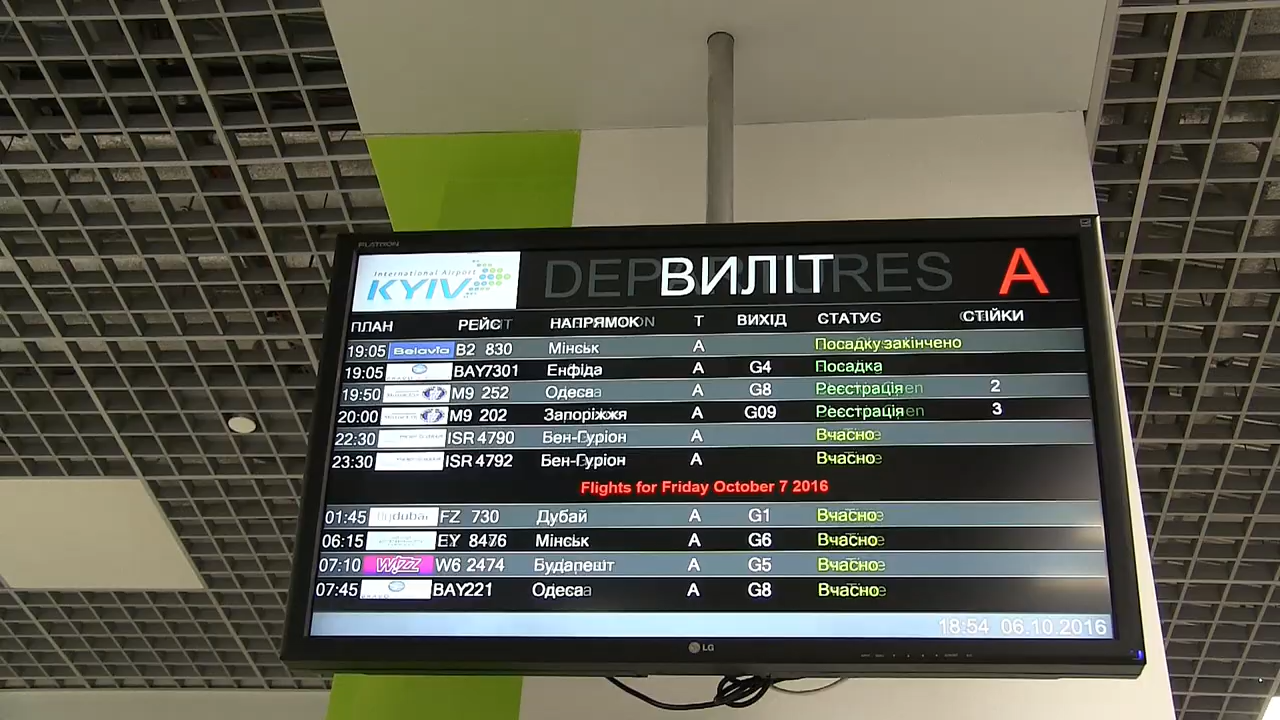 FLATRON
International Airport
KYIV
ВИЛІТ DEPARTURES A
ПЛАН РЕЙС НАПРЯМОК Т ВИХІД СТАТУС СТІЙКИ
19:05 Belavia B2 830 Мінськ A Посадку закінчено
19:05 BAY7301 Енфіда A G4 Посадка
19:50 M9 252 Одеса A G8 Реєстрація 2
20:00 M9 202 Запоріжжя A G09 Реєстрація 3
22:30 ISR 4790 Бен-Гуріон A Вчасно
23:30 ISR 4792 Бен-Гуріон A Вчасно
Flights for Friday October 7 2016
01:45 flydubai FZ 730 Дубай A G1 Вчасно
06:15 EY 8476 Мінськ A G6 Вчасно
07:10 Wizz W6 2474 Будапешт A G5 Вчасно
07:45 BAY221 Одеса A G8 Вчасно
18:54 06.10.2016
LG